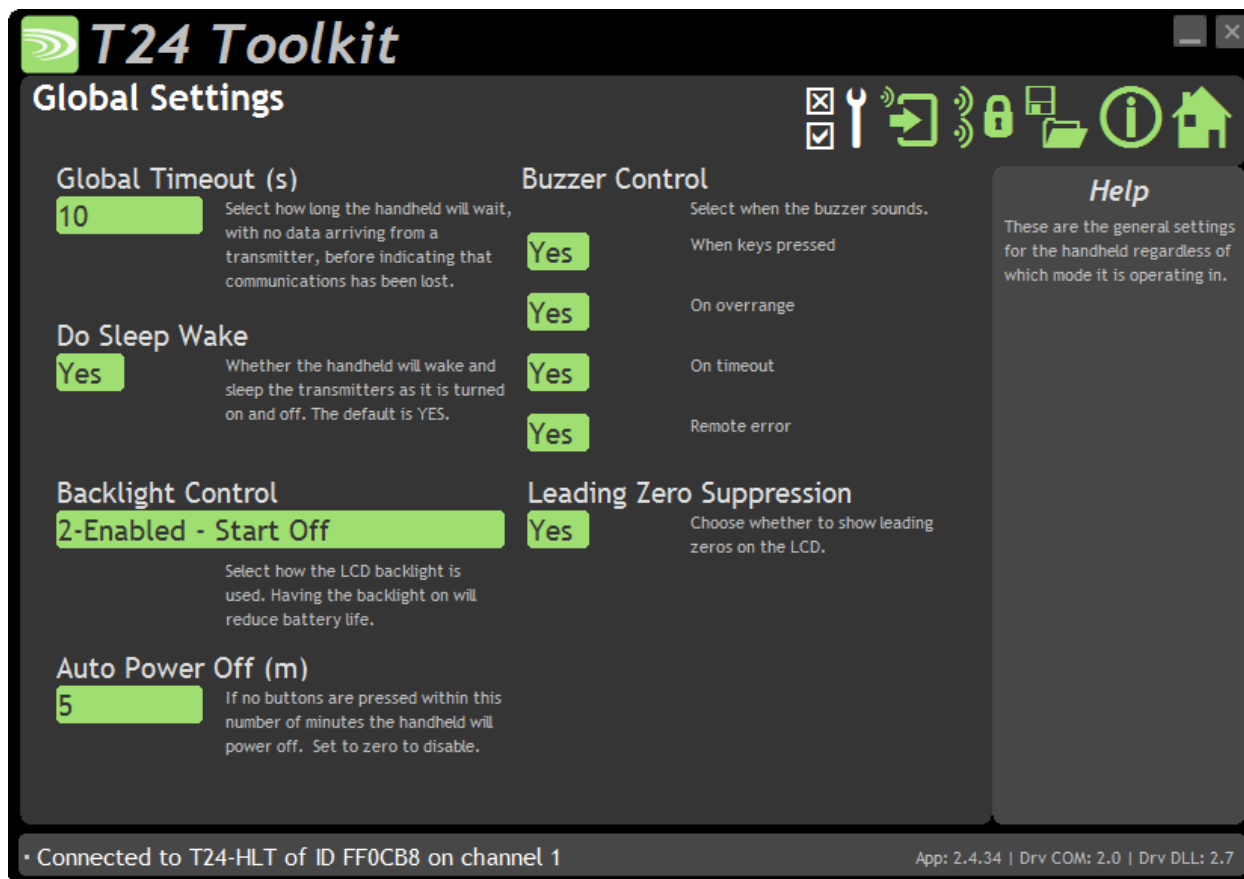 T24 Toolkit
Global Settings
Global Timeout (s)
10
Select how long the handheld will wait,
with no data arriving from a
transmitter, before indicating that
communications has been lost.
Do Sleep Wake
Yes
Whether the handheld will wake and
sleep the transmitters as it is turned
on and off. The default is YES.
Backlight Control
2-Enabled - Start Off
Select how the LCD backlight is
used. Having the backlight on will
reduce battery life.
Auto Power Off (m)
5
If no buttons are pressed within this
number of minutes the handheld will
power off.  Set to zero to disable.
Buzzer Control
Select when the buzzer sounds.
Yes
When keys pressed
Yes
On overrange
Yes
On timeout
Yes
Remote error
Leading Zero Suppression
Yes
Choose whether to show leading
zeros on the LCD.
Help
These are the general settings
for the handheld regardless of
which mode it is operating in.
Connected to T24-HLT of ID FF0CB8 on channel 1
App: 2.4.34 | Drv COM: 2.0 | Drv DLL: 2.7